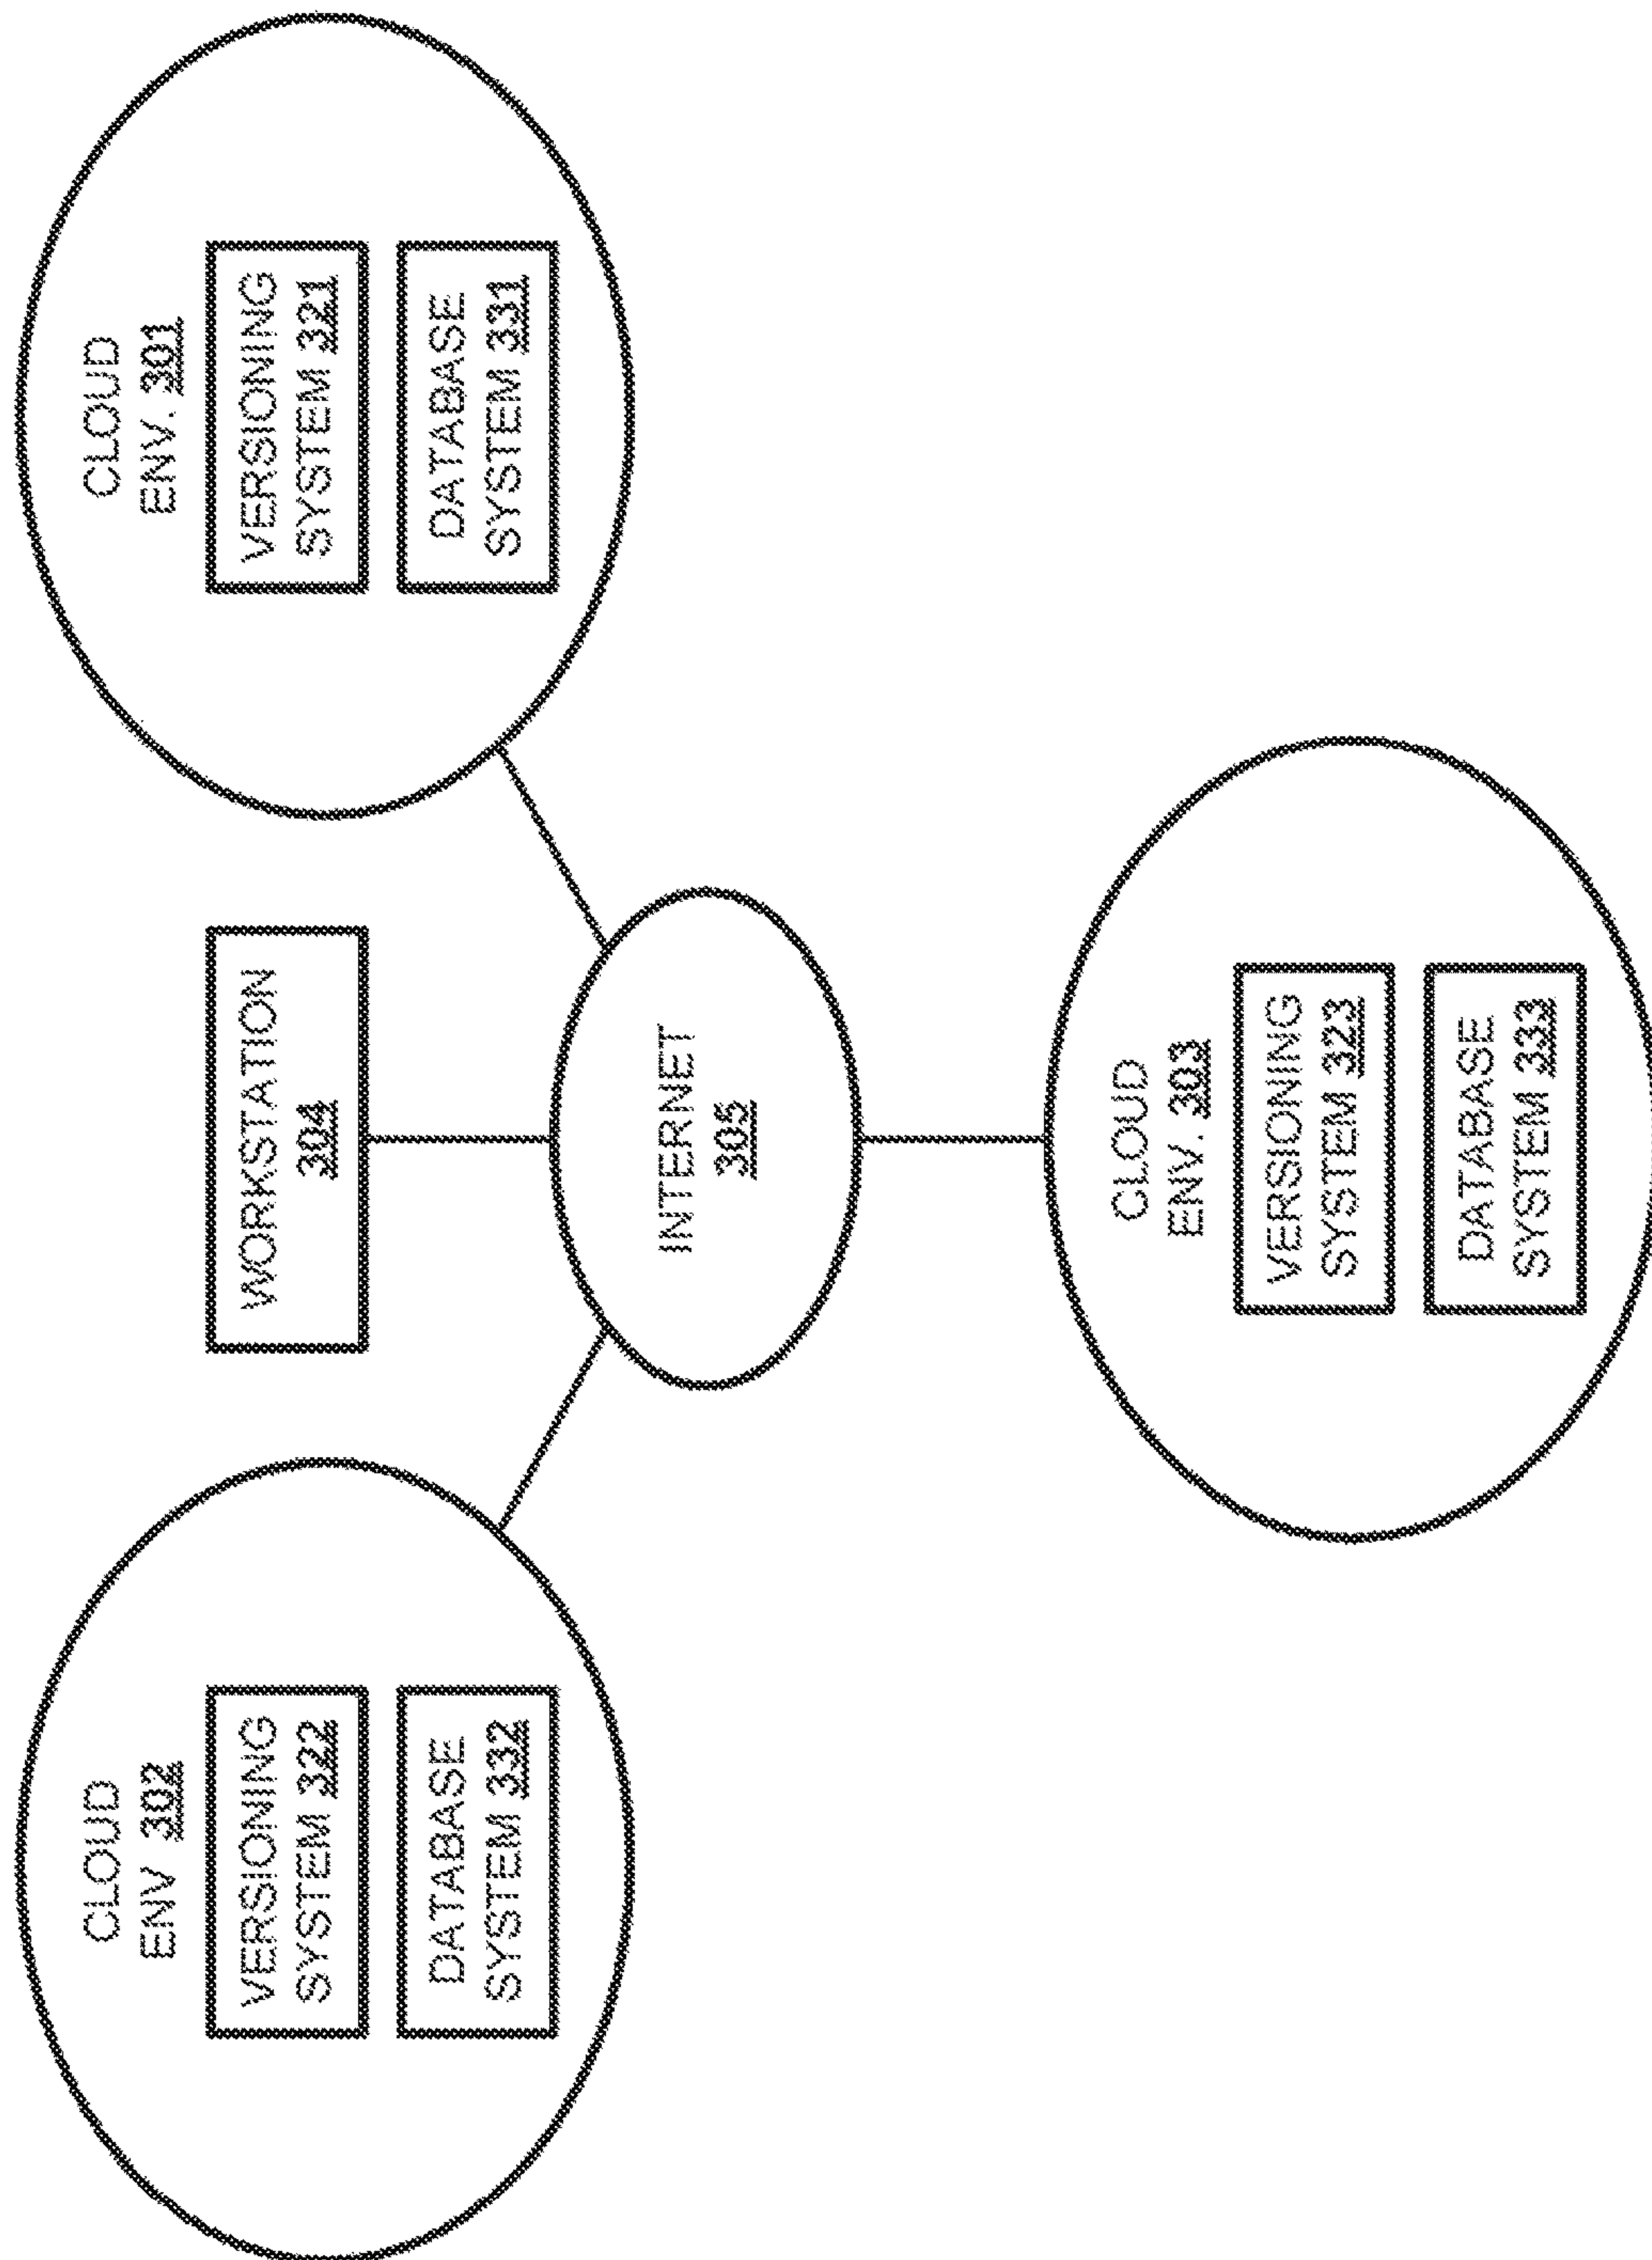 CLOUD
ENV 302
VERSIONING
SYSTEM 322
DATABASE
SYSTEM 332
WORKSTATION
304
INTERNET
305
CLOUD
ENV. 301
VERSIONING
SYSTEM 321
DATABASE
SYSTEM 331
CLOUD
ENV. 303
VERSIONING
SYSTEM 323
DATABASE
SYSTEM 333